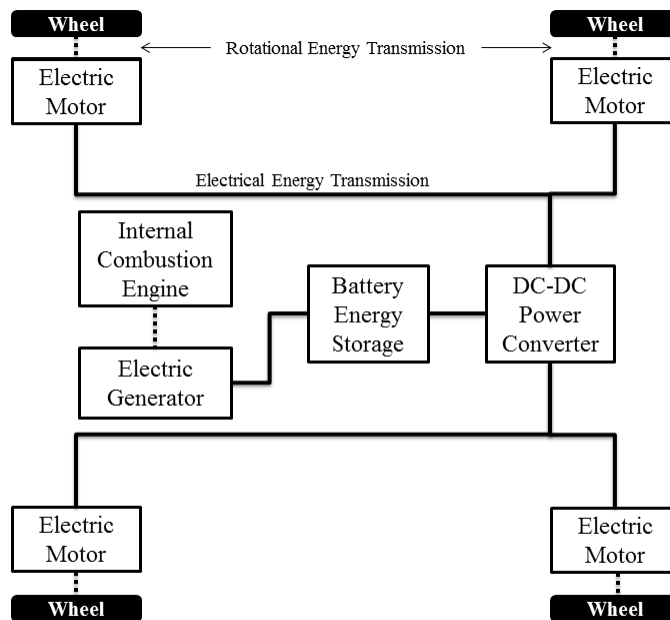 Wheel
Wheel
Rotational Energy Transmission
Electric
Motor
Electric
Motor
Electrical Energy Transmission
Internal
Combustion
Engine
Battery
Energy
Storage
DC-DC
Power
Converter
Electric
Generator
Electric
Motor
Electric
Motor
Wheel
Wheel